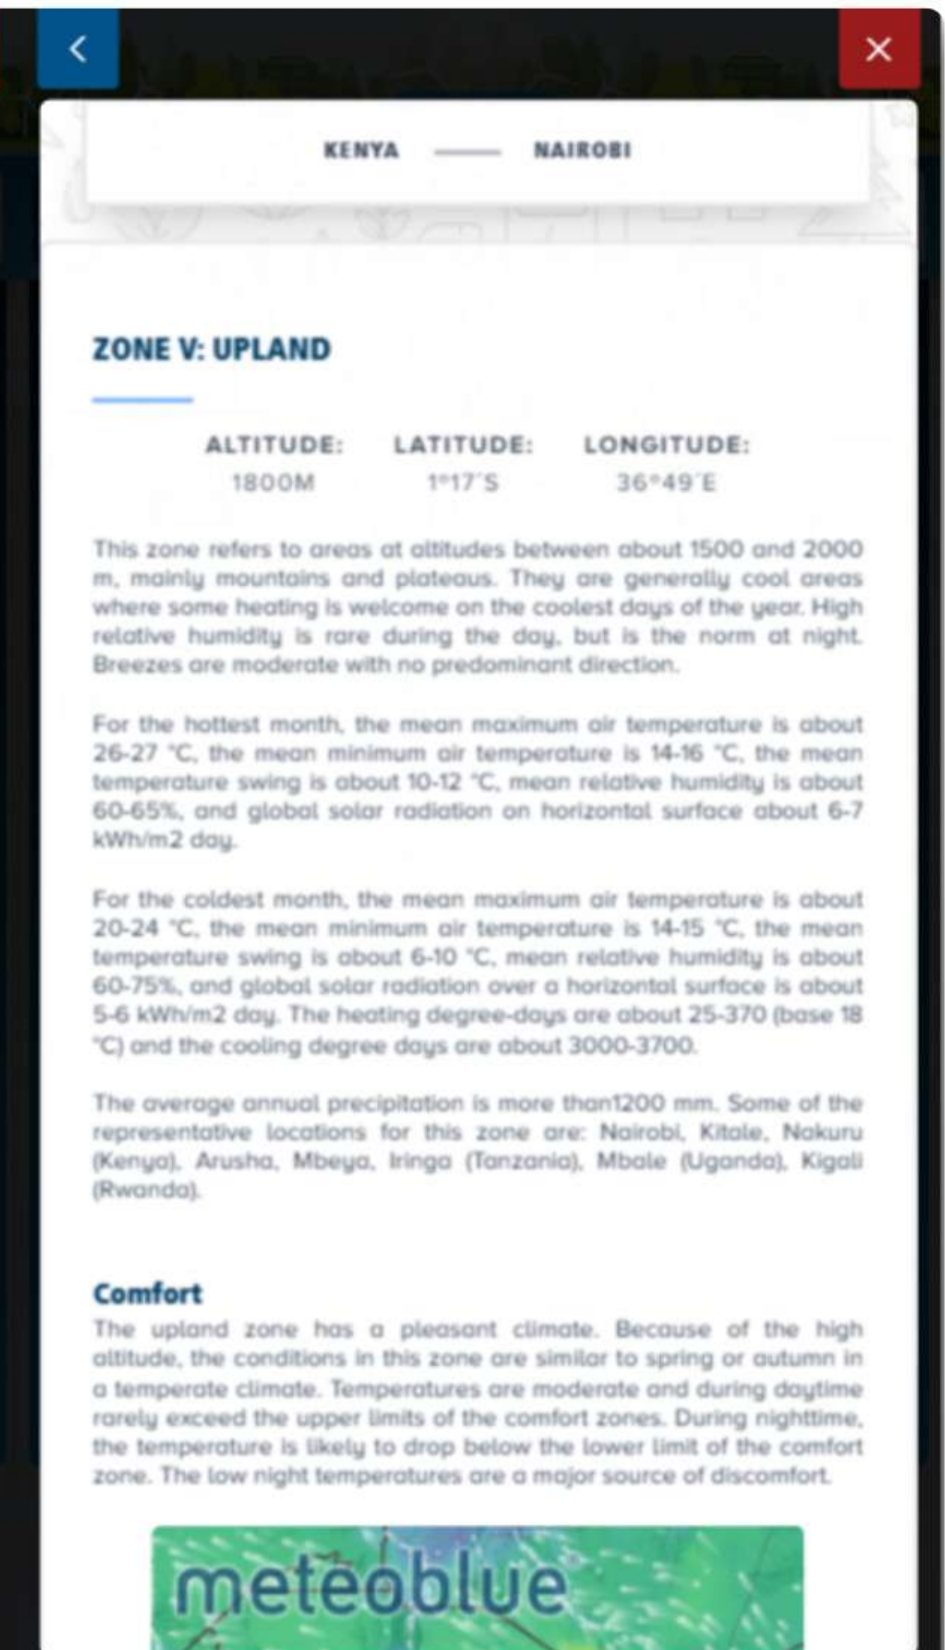 KENYA NAIROBI
ZONE V: UPLAND
ALTITUDE: LATITUDE: LONGITUDE:
1800M 1°17´S 36°49´E
This zone refers to areas at altitudes between about 1500 and 2000
m, mainly mountains and plateaus. They are generally cool areas
where some heating is welcome on the coolest days of the year. High
relative humidity is rare during the day, but is the norm at night.
Breezes are moderate with no predominant direction.
For the hottest month, the mean maximum air temperature is about
26-27 °C, the mean minimum air temperature is 14-16 °C, the mean
temperature swing is about 10-12 °C, mean relative humidity is about
60-65%, and global solar radiation on horizontal surface about 6-7
kWh/m2 day.
For the coldest month, the mean maximum air temperature is about
20-24 °C, the mean minimum air temperature is 14-15 °C, the mean
temperature swing is about 6-10 °C, mean relative humidity is about
60-75%, and global solar radiation over a horizontal surface is about
5-6 kWh/m2 day. The heating degree-days are about 25-370 (base 18
°C) and the cooling degree days are about 3000-3700.
The average annual precipitation is more than1200 mm. Some of the
representative locations for this zone are: Nairobi, Kitale, Nakuru
(Kenya), Arusha, Mbeya, Iringa (Tanzania), Mbale (Uganda), Kigali
(Rwanda).
Comfort
The upland zone has a pleasant climate. Because of the high
altitude, the conditions in this zone are similar to spring or autumn in
a temperate climate. Temperatures are moderate and during daytime
rarely exceed the upper limits of the comfort zones. During nighttime,
the temperature is likely to drop below the lower limit of the comfort
zone. The low night temperatures are a major source of discomfort.
meteoblue